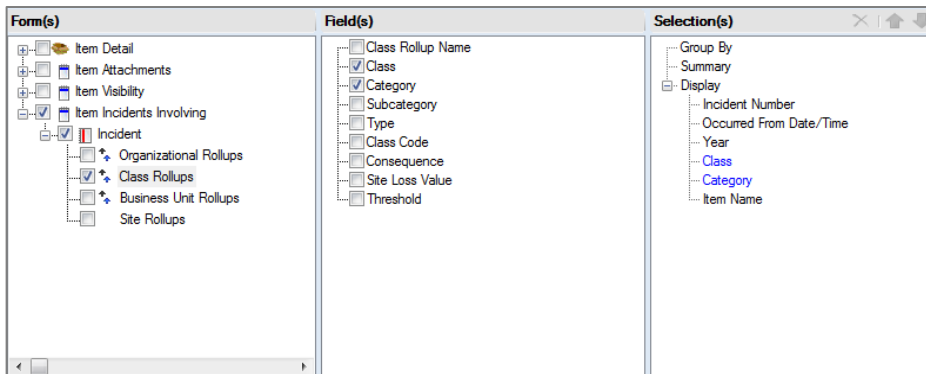 Form(s)
Item Detail
Item Attachments
Item Visibility
Item Incidents Involving
Incident
Organizational Rollups
Class Rollups
Business Unit Rollups
Site Rollups
Field(s)
Class Rollup Name
Class
Category
Subcategory
Type
Class Code
Consequence
Site Loss Value
Threshold
Selection(s)
Group By
Summary
Display
Incident Number
Occurred From Date/Time
Year
Class
Category
Item Name